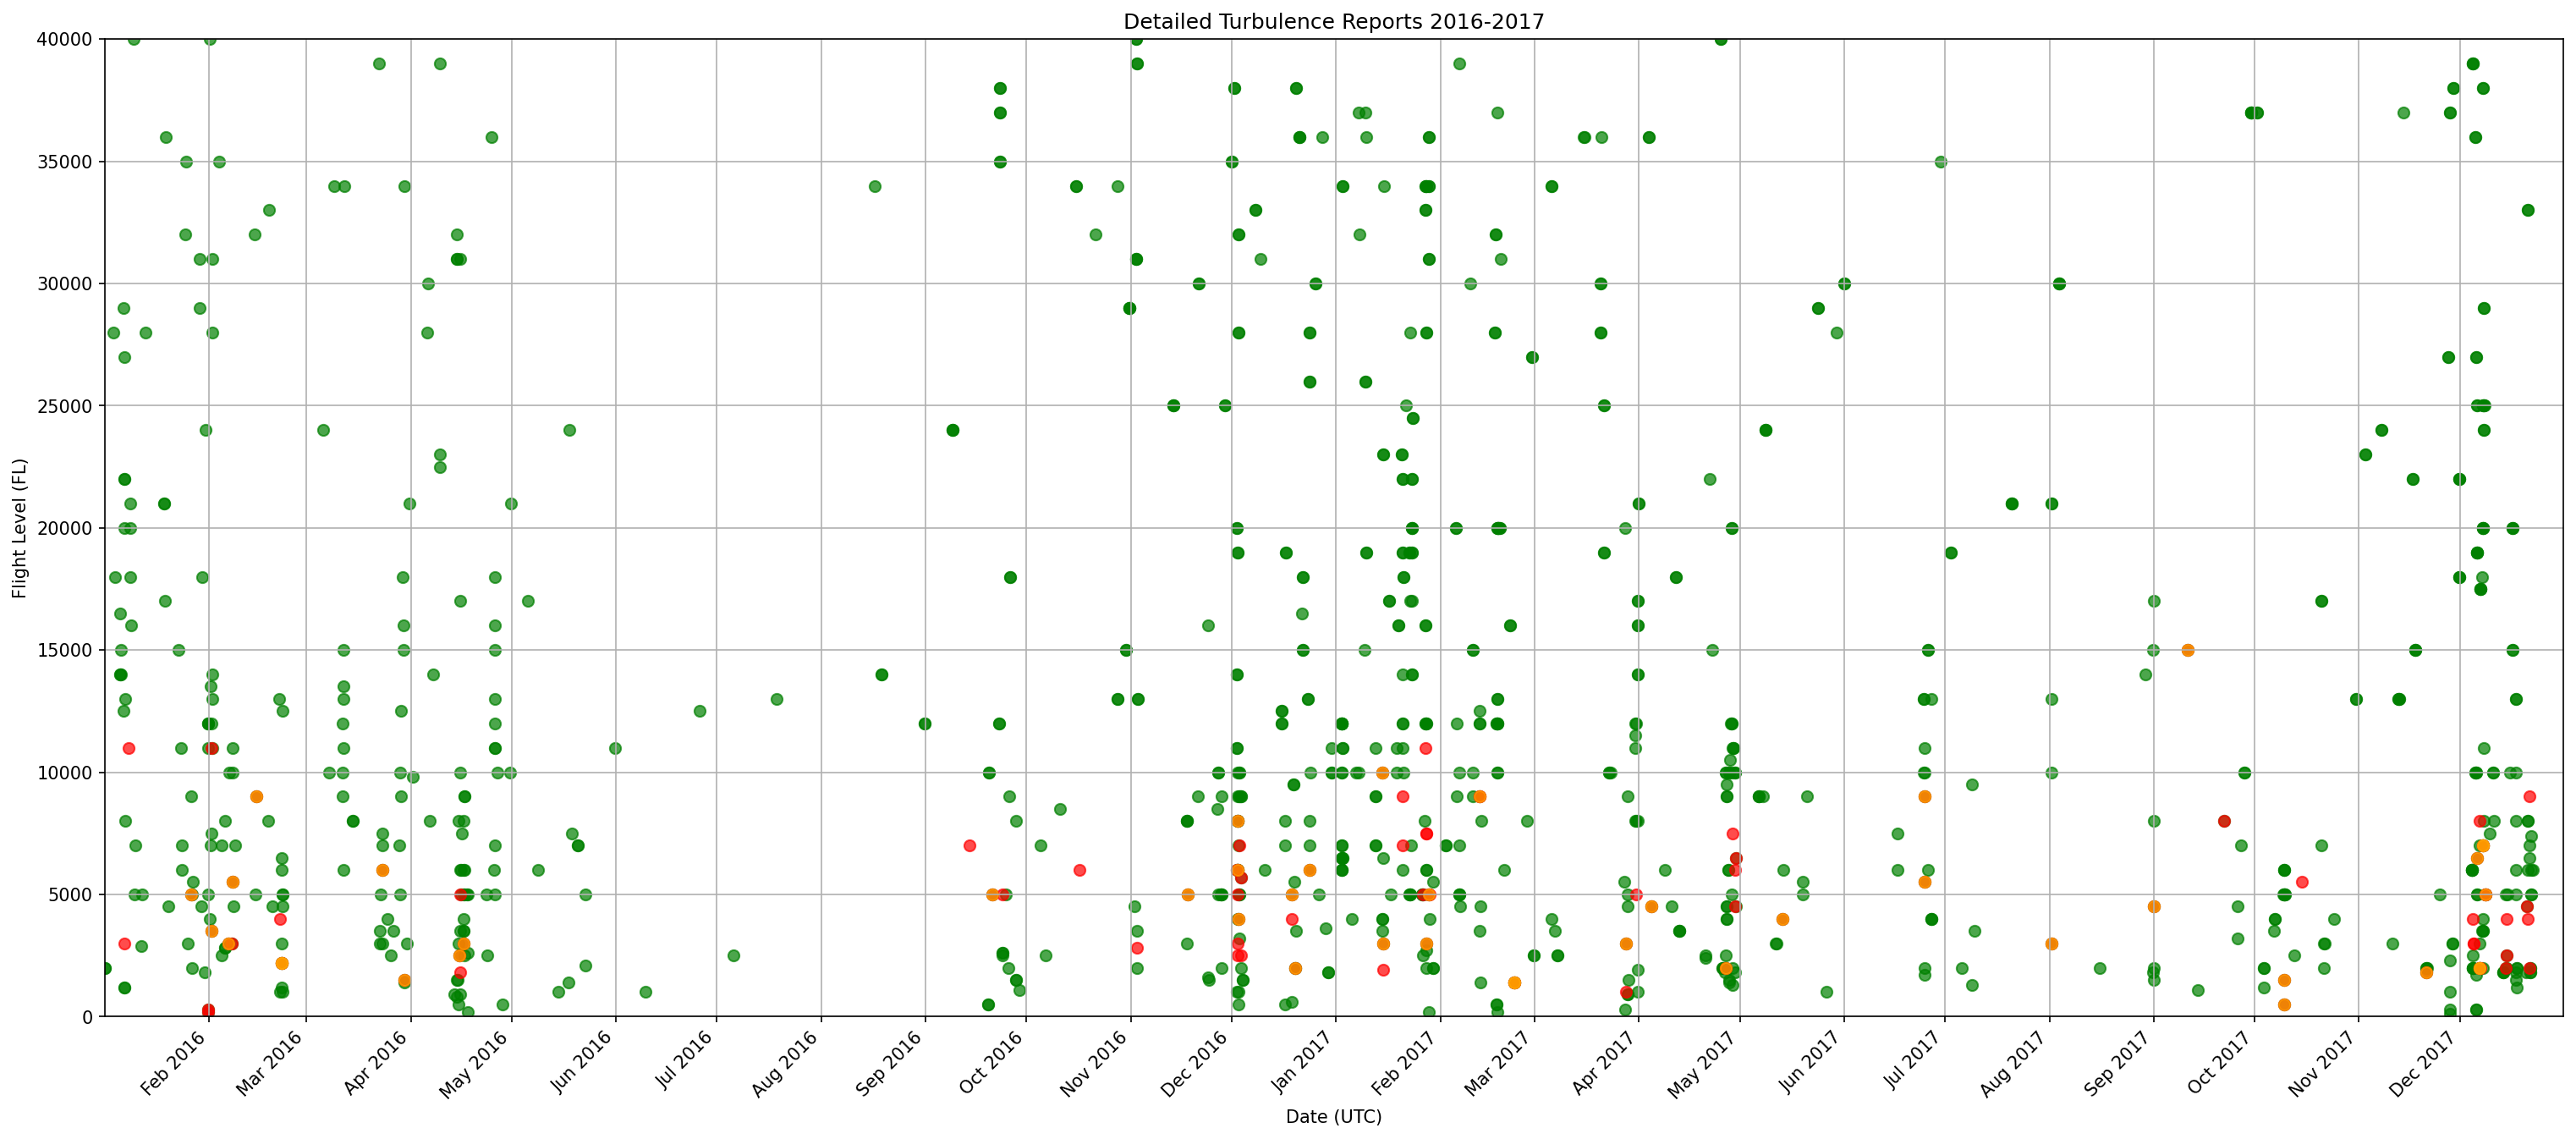 Detailed Turbulence Reports 2016-2017
40000
35000
30000
25000
20000
15000
10000
5000
0
Flight Level (FL)
Feb 2016
Mar 2016
Apr 2016
May 2016
Jun 2016
Jul 2016
Aug 2016
Sep 2016
Oct 2016
Nov 2016
Dec 2016
Jan 2017
Feb 2017
Mar 2017
Apr 2017
May 2017
Jun 2017
Jul 2017
Aug 2017
Sep 2017
Oct 2017
Nov 2017
Dec 2017
Date (UTC)